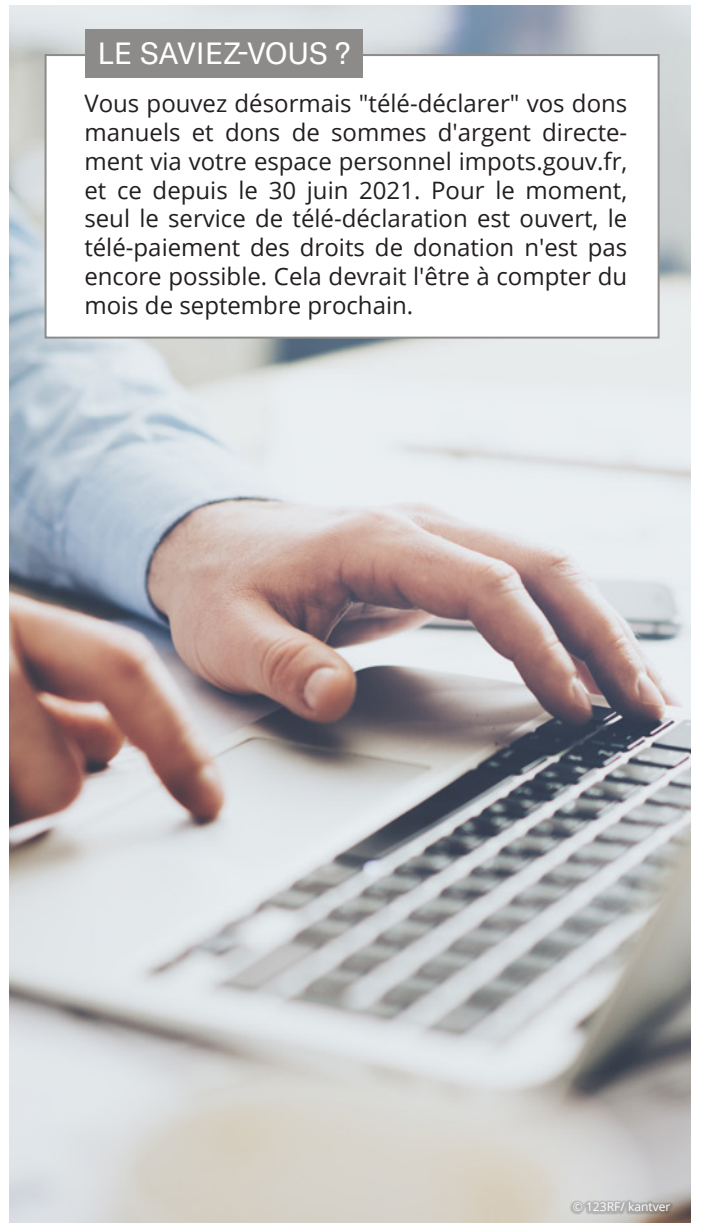 LE SAVIEZ-VOUS ?
Vous pouvez désormais "télé-déclarer" vos dons
manuels et dons de sommes d'argent directe-
ment via votre espace personnel impots.gouv.fr,
et ce depuis le 30 juin 2021. Pour le moment,
seul le service de télé-déclaration est ouvert, le
télé-paiement des droits de donation n'est pas
encore possible. Cela devrait l'être à compter du
mois de septembre prochain.
© 123RF/ kantver